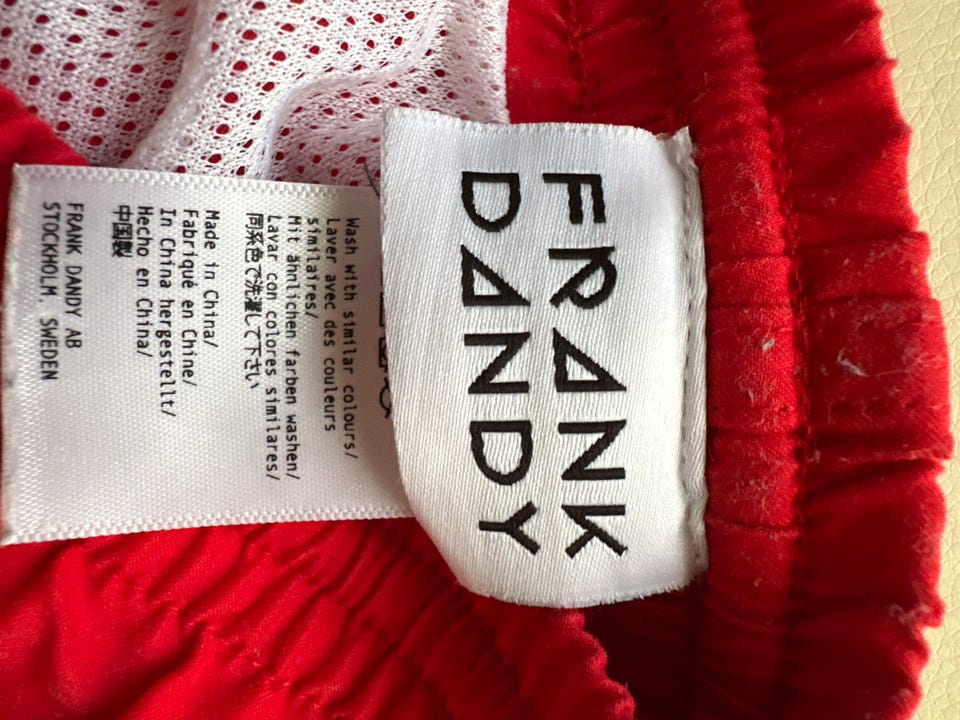 FRANK
DANDY
Wash with similar colours/
Laver avec des couleurs
similaires/
Mit ähnlichen farben washen/
Lavar con colores similares/
同系色で洗濯して下さい
Made in China/
Fabriqué en Chine/
In China hergestellt/
Hecho en China/
中国製
FRANK DANDY AB
STOCKHOLM, SWEDEN